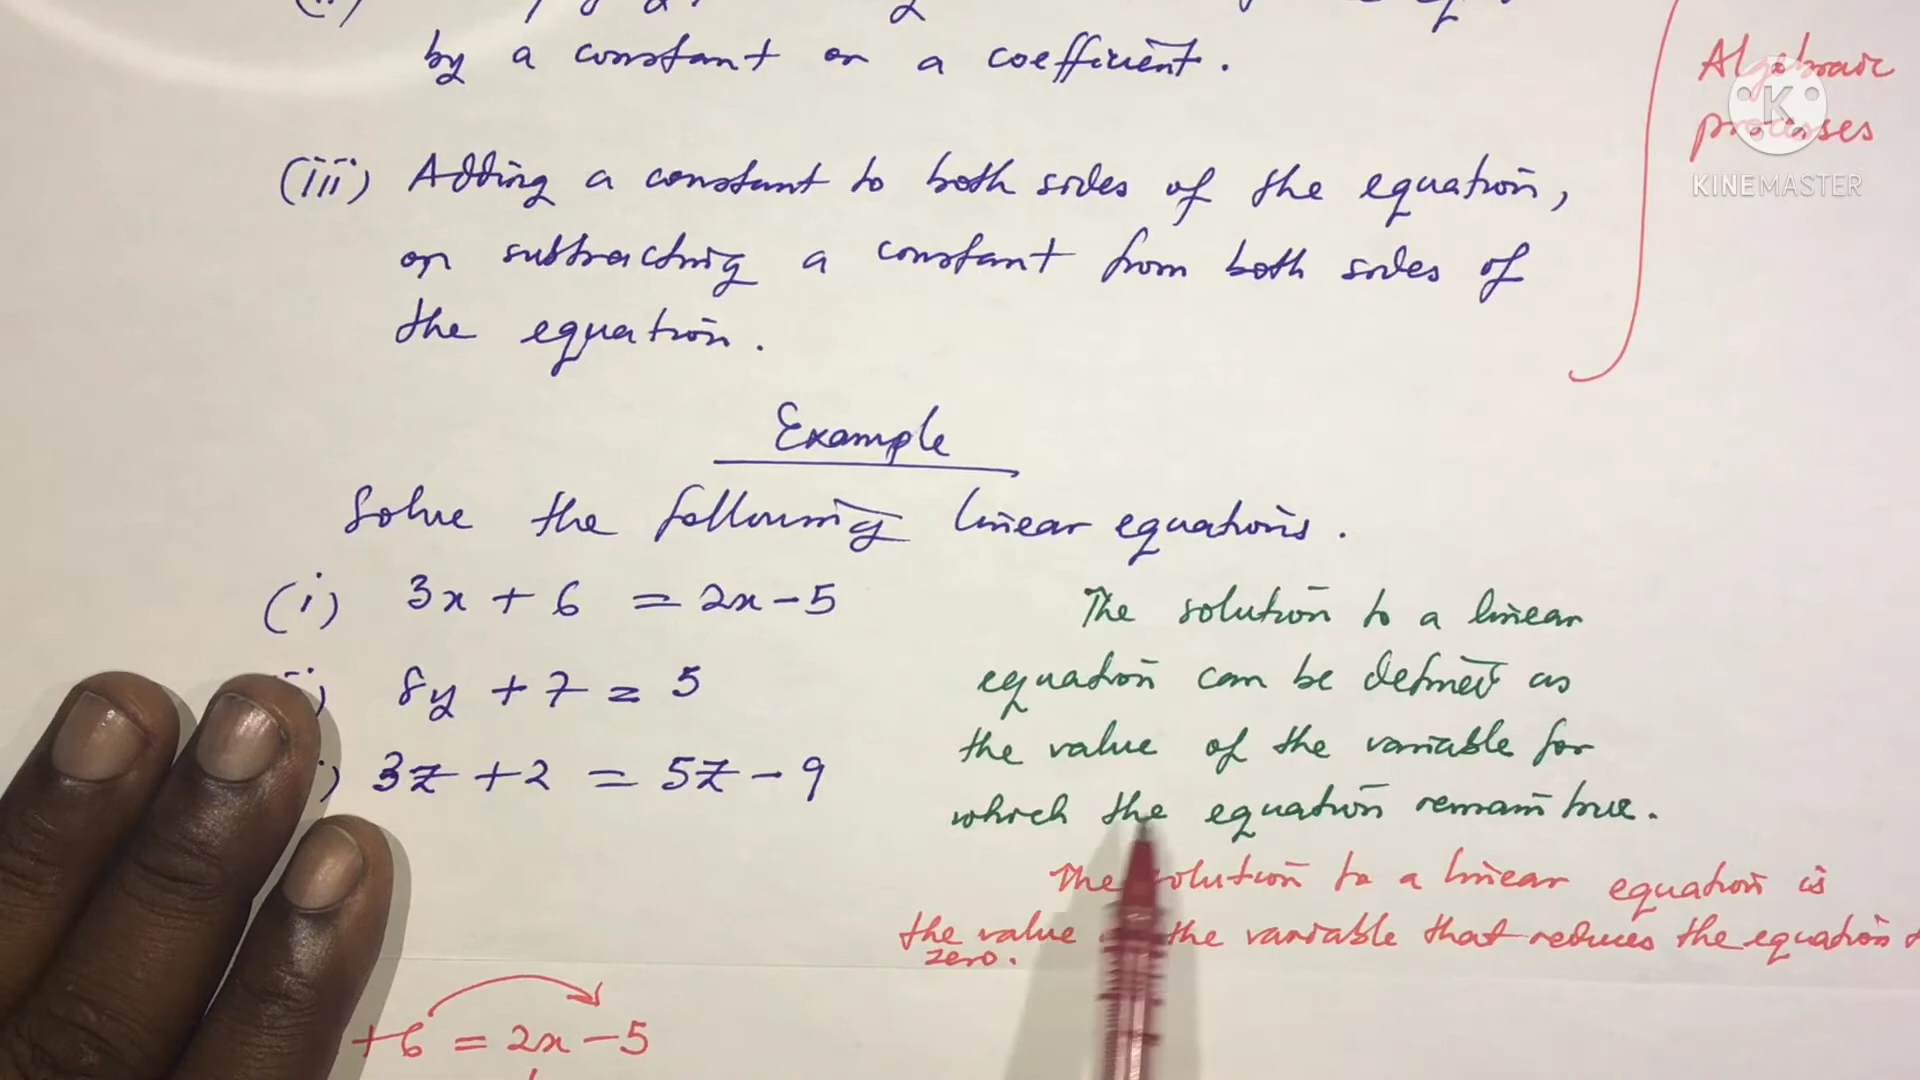 by a constant or a coefficient.
(iii) Adding a constant to both sides of the equation,
or subtracting a constant from both sides of
the equation.
Algebraic
processes
KINEMASTER
Example
Solve the following linear equations.
(i) 3x + 6 = 2x - 5
8y + 7 = 5
3z + 2 = 5z - 9
The solution to a linear
equation can be defined as
the value of the variable for
which the equation remain true.
The solution to a linear equation is
the value the variable that reduces the equation
zero.
+6 = 2x - 5